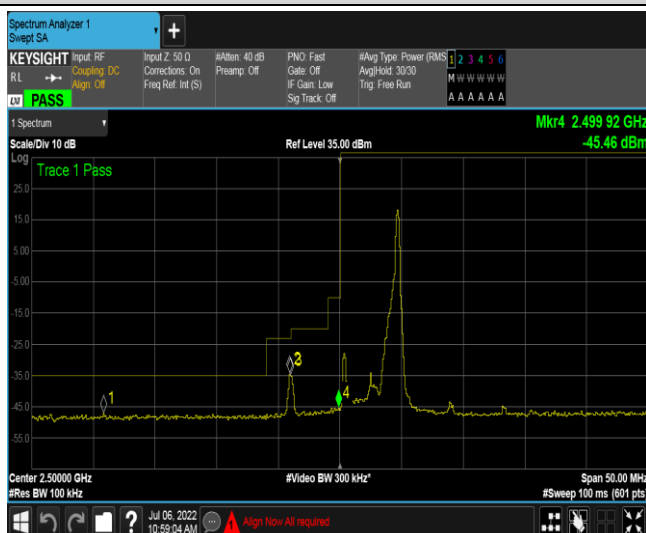 Spectrum Analyzer 1
Swept SA
KEYSIGHT
RL
LXI PASS
Input: RF
Coupling: DC
Align: Off
Input Z: 50 Ω
Corrections: On
Freq Ref: Int (S)
#Atten: 40 dB
Preamp: Off
PNO: Fast
Gate: Off
IF Gain: Low
Sig Track: Off
#Avg Type: Power (RMS
Avg|Hold: 30/30
Trig: Free Run
1 2 3 4 5 6
M W W W W W
A A A A A A
1 Spectrum
Mkr4 2.499 92 GHz
Scale/Div 10 dB
Ref Level 35.00 dBm
-45.46 dBm
Log
Trace 1 Pass
25.0
15.0
5.00
-5.00
-15.0
-25.0
-35.0
-45.0
-55.0
1
3
4
Center 2.50000 GHz
#Video BW 300 kHz*
Span 50.00 MHz
#Res BW 100 kHz
#Sweep 100 ms (601 pts)
Jul 06, 2022
10:59:04 AM
Align Now All required